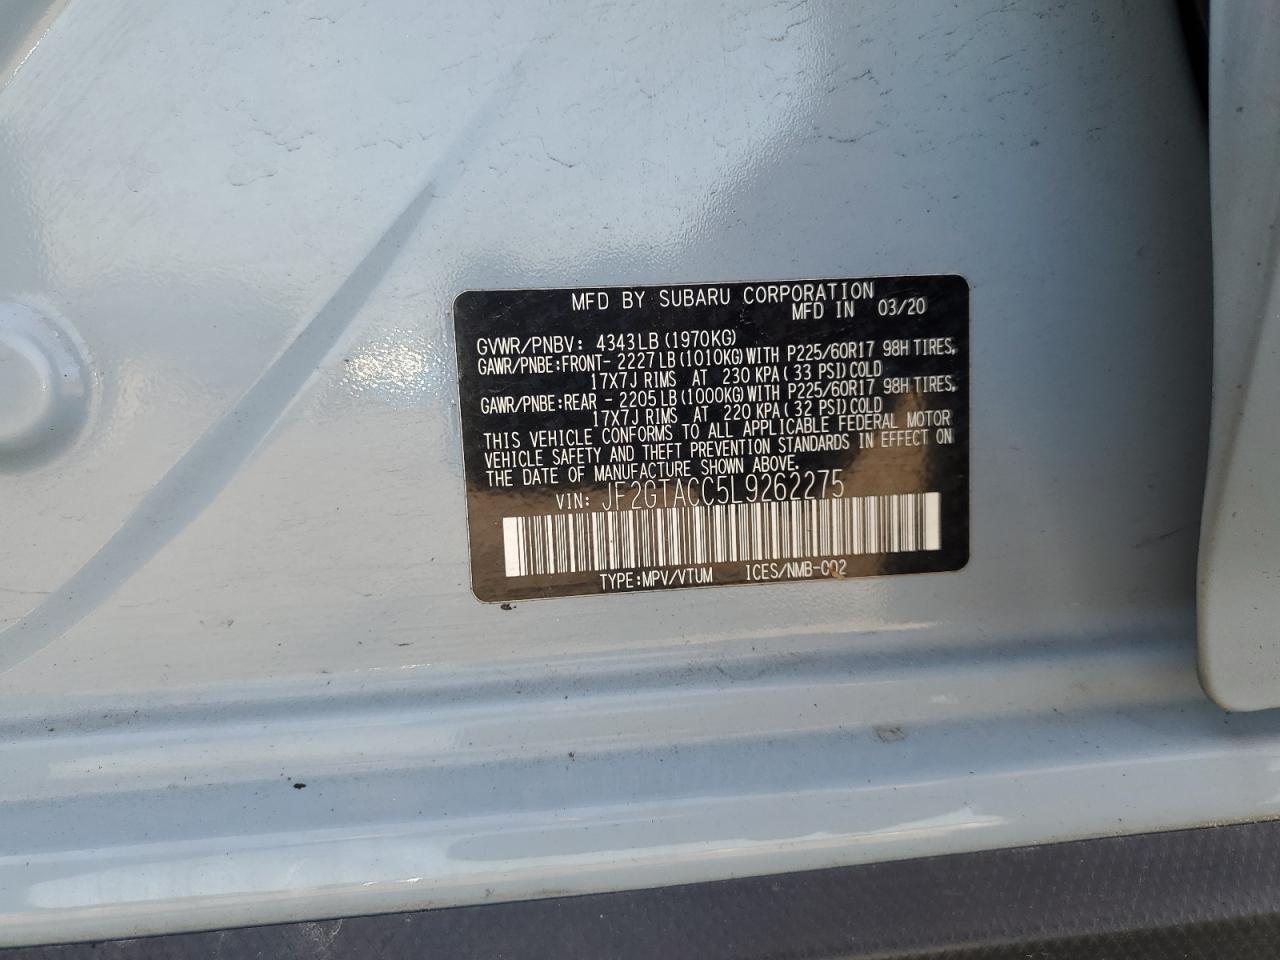 MFD BY SUBARU CORPORATION
MFD IN 03/20
GVWR/PNBV: 4343LB (1970KG)
GAWR/PNBE:FRONT- 2227LB (1010KG) WITH P225/60R17 98H TIRES,
17X7J RIMS AT 230 KPA (33 PSI) COLD
GAWR/PNBE:REAR - 2205LB (1000KG) WITH P225/60R17 98H TIRES,
17X7J RIMS AT 220 KPA (32 PSI) COLD
THIS VEHICLE CONFORMS TO ALL APPLICABLE FEDERAL MOTOR
VEHICLE SAFETY AND THEFT PREVENTION STANDARDS IN EFFECT ON
THE DATE OF MANUFACTURE SHOWN ABOVE.
VIN: JF2GTACC5L9262275
TYPE:MPV/VTUM ICES/NMB-002